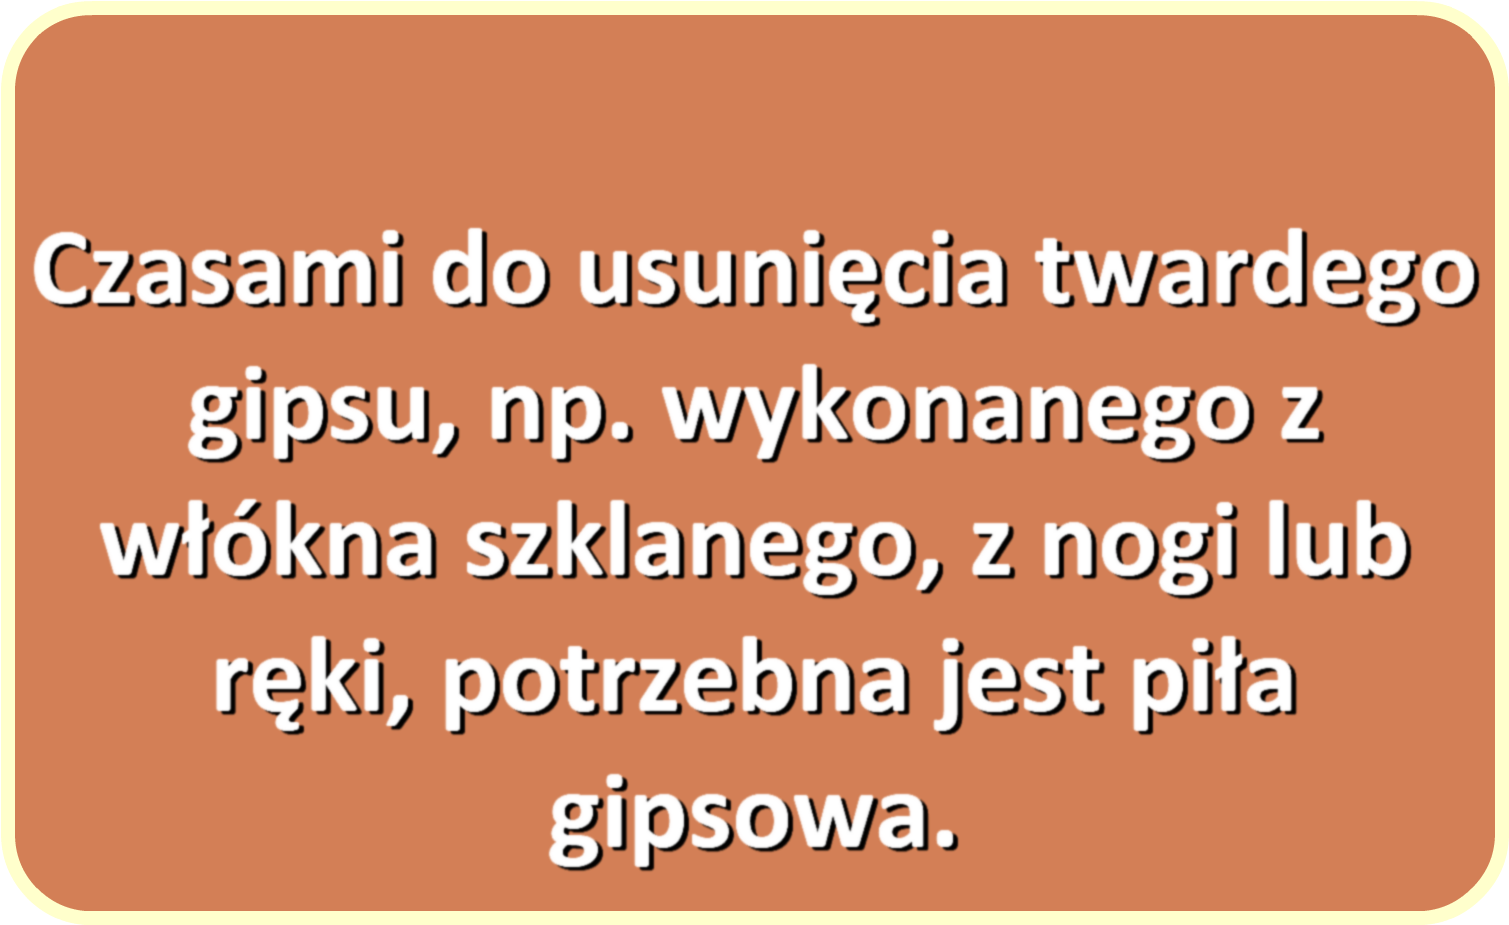 Czasami do usunięcia twardego
gipsu, np. wykonanego z
włókna szklanego, z nogi lub
ręki, potrzebna jest piła
gipsowa.